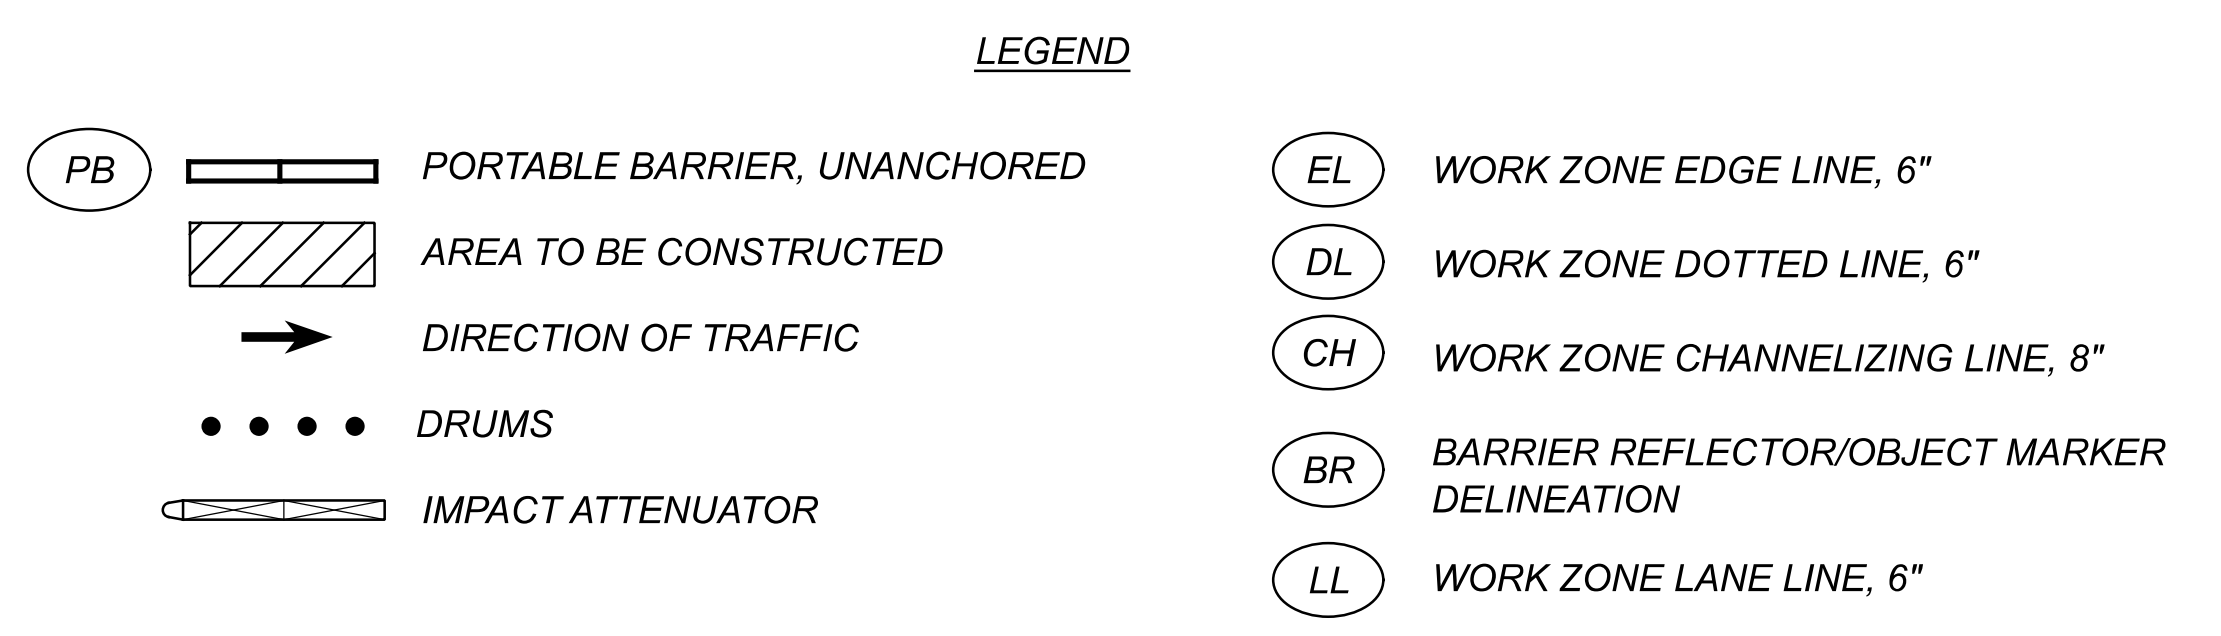 LEGEND
PB PORTABLE BARRIER, UNANCHORED
AREA TO BE CONSTRUCTED
DIRECTION OF TRAFFIC
DRUMS
IMPACT ATTENUATOR
EL WORK ZONE EDGE LINE, 6"
DL WORK ZONE DOTTED LINE, 6"
CH WORK ZONE CHANNELIZING LINE, 8"
BR BARRIER REFLECTOR/OBJECT MARKER
DELINEATION
LL WORK ZONE LANE LINE, 6"